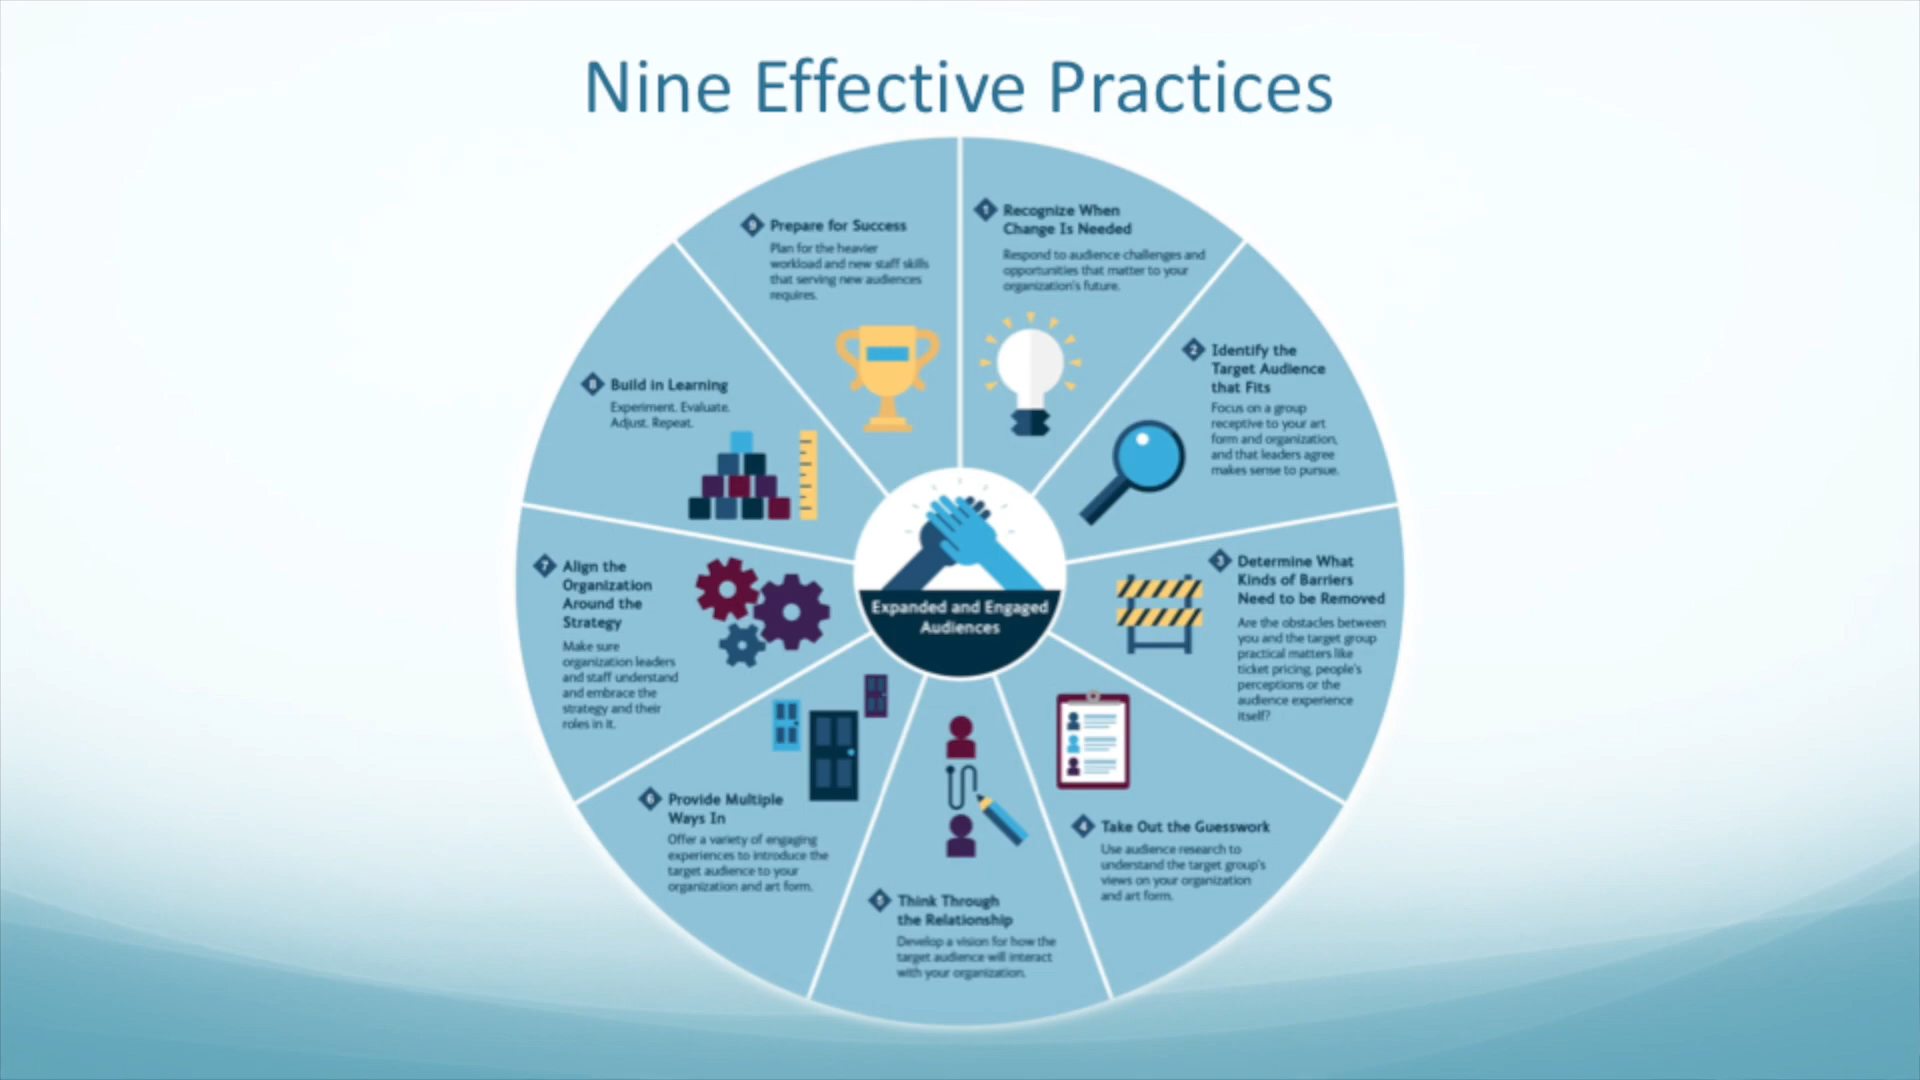 Nine Effective Practices
1 Recognize When
Change Is Needed
Respond to audience challenges and
opportunities that matter to your
organization's future.
2 Identify the
Target Audience
that Fits
Focus on a group
receptive to your art
form and organization,
and that leaders agree
makes sense to pursue.
3 Determine What
Kinds of Barriers
Need to be Removed
Are the obstacles between
you and the target group
practical matters like
ticket pricing, people's
perceptions or the
audience experience
itself?
4 Take Out the Guesswork
Use audience research to
understand the target group's
views on your organization
and art form.
5 Think Through
the Relationship
Develop a vision for how the
target audience will interact
with your organization.
6 Provide Multiple
Ways In
Offer a variety of engaging
experiences to introduce the
target audience to your
organization and art form.
7 Align the
Organization
Around the
Strategy
Make sure
organization leaders
and staff understand
and embrace the
strategy and their
roles in it.
8 Build in Learning
Experiment. Evaluate.
Adjust. Repeat.
9 Prepare for Success
Plan for the heavier
workload and new staff skills
that serving new audiences
requires.
Expanded and Engaged
Audiences